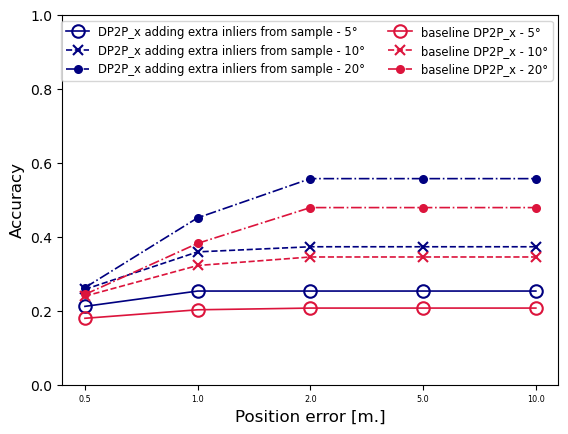 DP2P_x adding extra inliers from sample - 5°
DP2P_x adding extra inliers from sample - 10°
DP2P_x adding extra inliers from sample - 20°
baseline DP2P_x - 5°
baseline DP2P_x - 10°
baseline DP2P_x - 20°
Accuracy
1.0
0.8
0.6
0.4
0.2
0.0
0.5 1.0 2.0 5.0 10.0
Position error [m.]